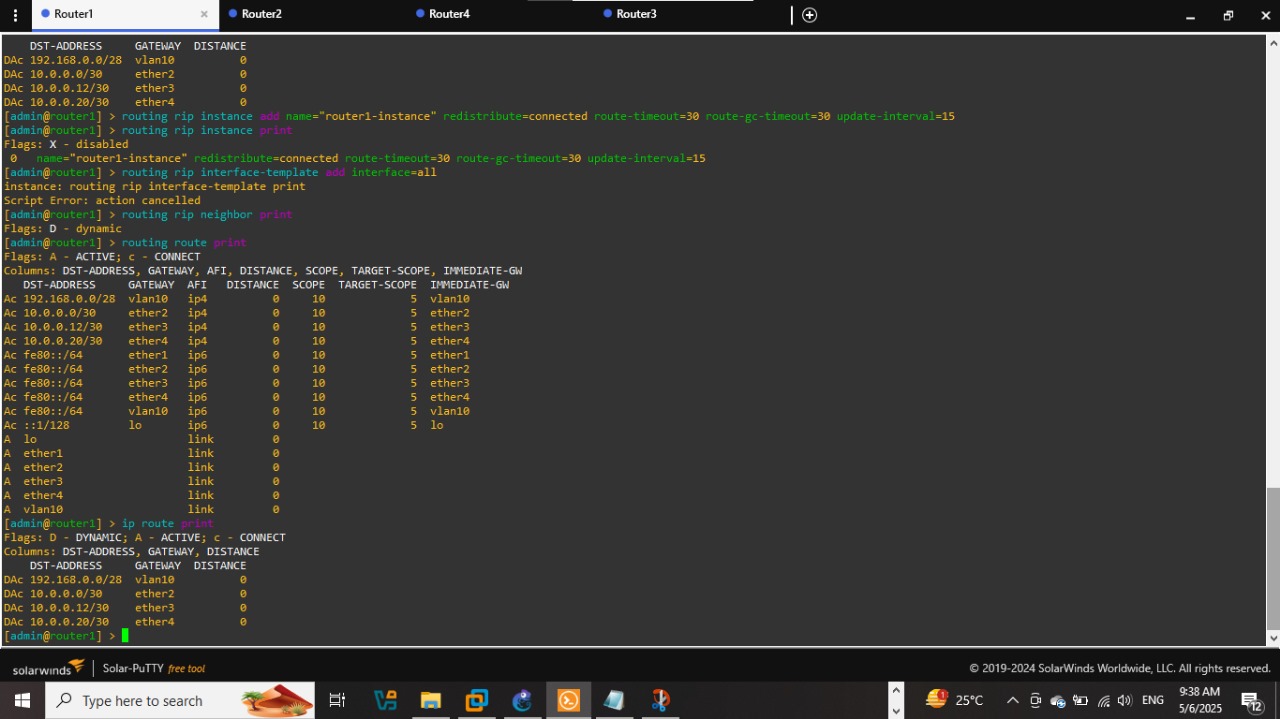 Router1 × Router2 Router4 Router3
DST-ADDRESS GATEWAY DISTANCE
DAc 192.168.0.0/28 vlan10 0
DAc 10.0.0.0/30 ether2 0
DAc 10.0.0.12/30 ether3 0
DAc 10.0.0.20/30 ether4 0
[admin@router1] > routing rip instance add name="router1-instance" redistribute=connected route-timeout=30 route-gc-timeout=30 update-interval=15
[admin@router1] > routing rip instance print
Flags: X - disabled
0 name="router1-instance" redistribute=connected route-timeout=30 route-gc-timeout=30 update-interval=15
[admin@router1] > routing rip interface-template add interface=all
instance: routing rip interface-template print
Script Error: action cancelled
[admin@router1] > routing rip neighbor print
Flags: D - dynamic
[admin@router1] > routing route print
Flags: A - ACTIVE; c - CONNECT
Columns: DST-ADDRESS, GATEWAY, AFI, DISTANCE, SCOPE, TARGET-SCOPE, IMMEDIATE-GW
DST-ADDRESS GATEWAY AFI DISTANCE SCOPE TARGET-SCOPE IMMEDIATE-GW
Ac 192.168.0.0/28 vlan10 ip4 0 10 5 vlan10
Ac 10.0.0.0/30 ether2 ip4 0 10 5 ether2
Ac 10.0.0.12/30 ether3 ip4 0 10 5 ether3
Ac 10.0.0.20/30 ether4 ip4 0 10 5 ether4
Ac fe80::/64 ether1 ip6 0 10 5 ether1
Ac fe80::/64 ether2 ip6 0 10 5 ether2
Ac fe80::/64 ether3 ip6 0 10 5 ether3
Ac fe80::/64 ether4 ip6 0 10 5 ether4
Ac fe80::/64 vlan10 ip6 0 10 5 vlan10
Ac ::1/128 lo ip6 0 10 5 lo
A lo link 0
A ether1 link 0
A ether2 link 0
A ether3 link 0
A ether4 link 0
A vlan10 link 0
[admin@router1] > ip route print
Flags: D - DYNAMIC; A - ACTIVE; c - CONNECT
Columns: DST-ADDRESS, GATEWAY, DISTANCE
DST-ADDRESS GATEWAY DISTANCE
DAc 192.168.0.0/28 vlan10 0
DAc 10.0.0.0/30 ether2 0
DAc 10.0.0.12/30 ether3 0
DAc 10.0.0.20/30 ether4 0
[admin@router1] >
solarwinds Solar-PuTTY free tool © 2019-2024 SolarWinds Worldwide, LLC. All rights reserved.
Type here to search 1 25°C ENG 9:38 AM
5/6/2025 12